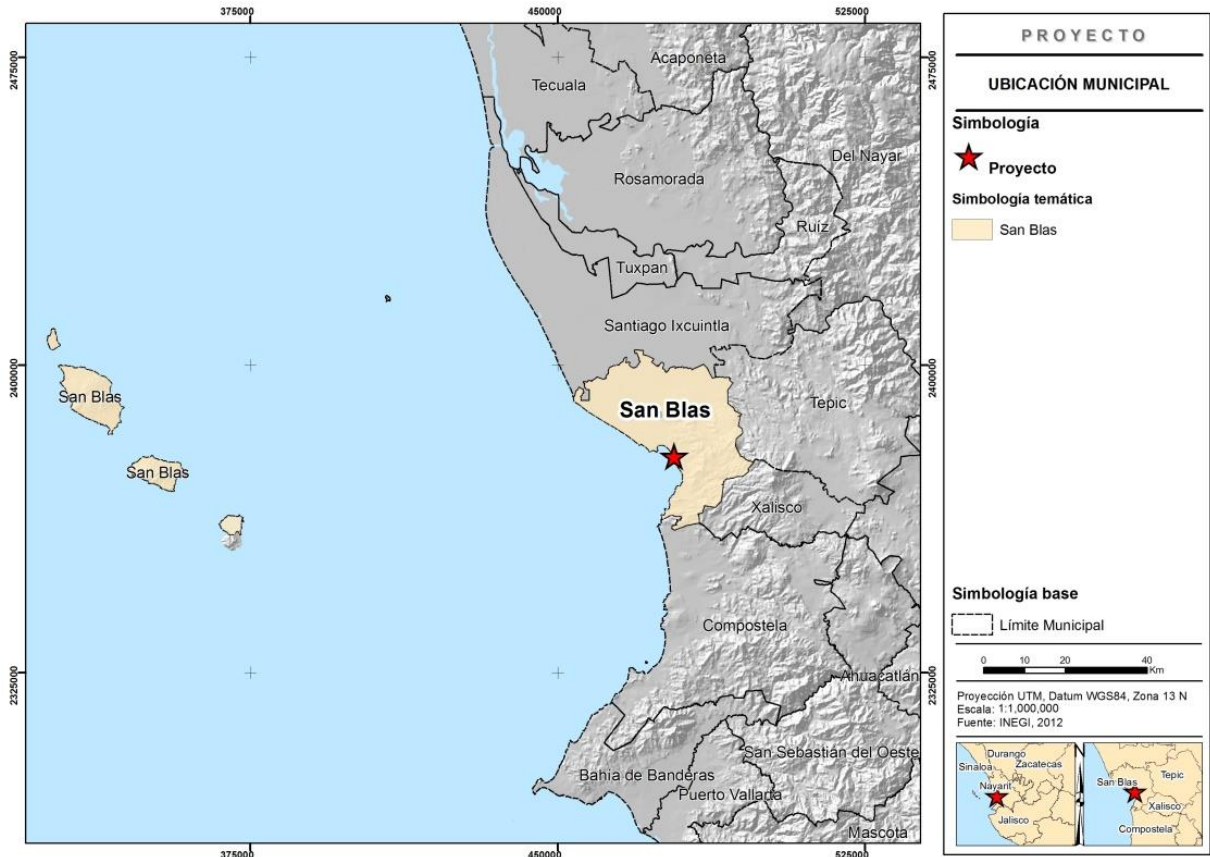 375000
450000
525000
2475000
2475000
Acaponeta
Tecuala
Del Nayar
Rosamorada
Ruiz
Tuxpan
Santiago Ixcuintla
2400000
2400000
San Blas
San Blas
Tepic
San Blas
Xalisco
Compostela
2325000
2325000
Ahuacatlán
San Sebastián del Oeste
Bahía de Banderas
Puerto Vallarta
Mascota
375000
450000
525000
PROYECTO
UBICACIÓN MUNICIPAL
Simbología
Proyecto
Simbología temática
San Blas
Simbología base
Límite Municipal
0 10 20 40
Km
Proyección UTM, Datum WGS84, Zona 13 N
Escala: 1:1,000,000
Fuente: INEGI, 2012
Durango
Sinaloa
Zacatecas
Nayarit
Jalisco
San Blas
Tepic
Xalisco
Compostela